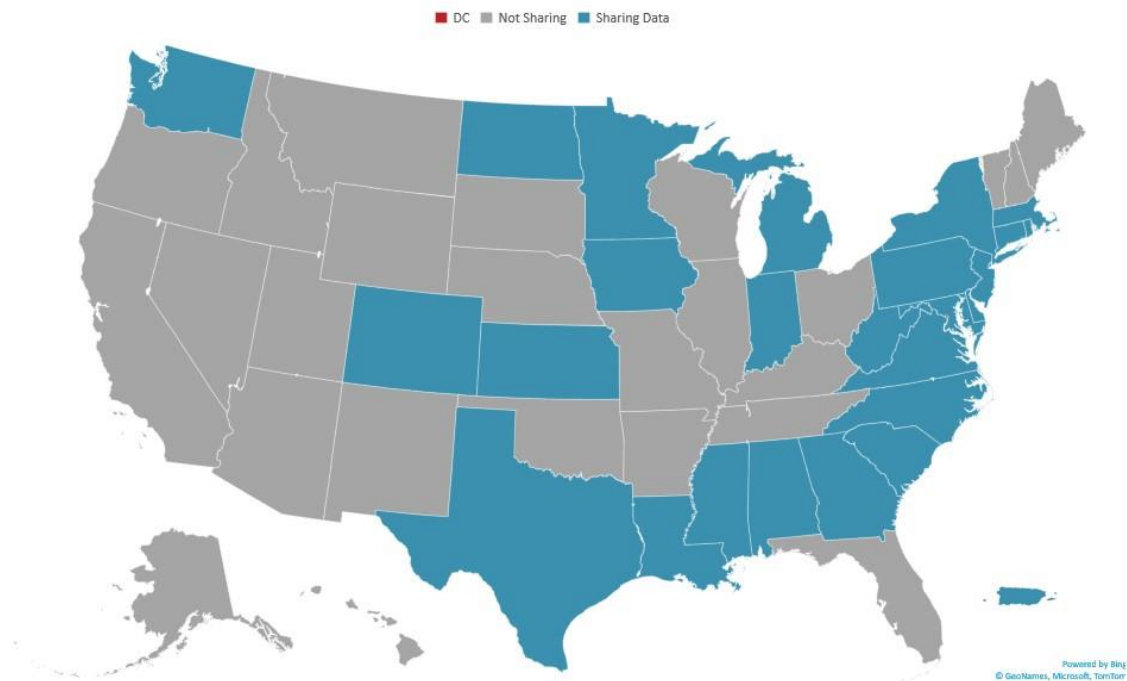 DC Not Sharing Sharing Data
Powered by Bing
© GeoNames, Microsoft, TomTom